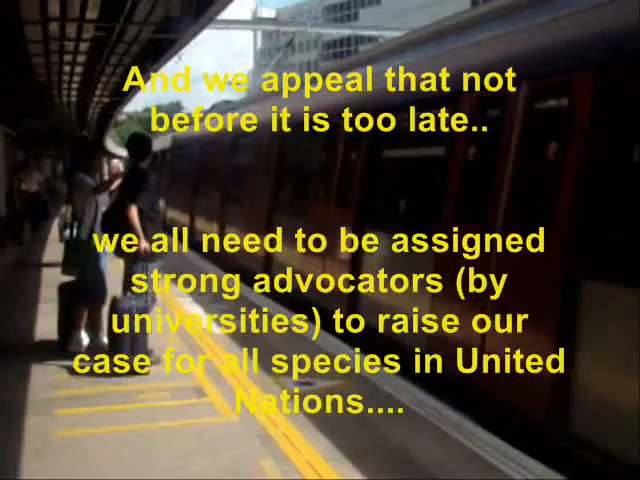 And we appeal that not
before it is too late..
we all need to be assigned
strong advocators (by
universities) to raise our
case for all species in United
Nations....